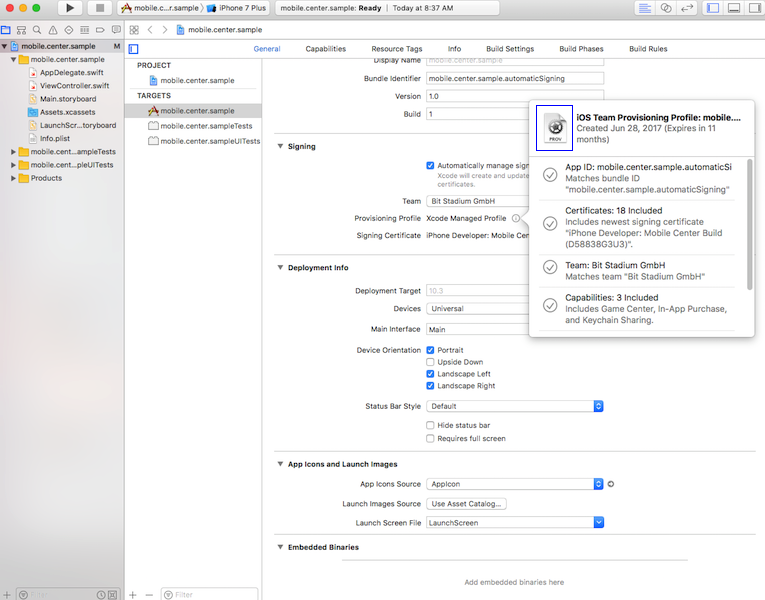 mobile.c...r.sample
iPhone 7 Plus
mobile.center.sample: Ready | Today at 8:37 AM
mobile.center.sample M
mobile.center.sample
AppDelegate.swift
ViewController.swift
Main.storyboard
Assets.xcassets
LaunchScr...toryboard
Info.plist
mobile.cent...ampleTests
mobile.cent...pleUITests
Products
Filter
mobile.center.sample
General Capabilities Resource Tags Info Build Settings Build Phases Build Rules
PROJECT
mobile.center.sample
TARGETS
mobile.center.sample
mobile.center.sampleTests
mobile.center.sampleUITests
Filter
Display Name mobile.center.sample
Bundle Identifier mobile.center.sample.automaticSigning
Version 1.0
Build 1
Signing
Automatically manage sign
Xcode will create and update
certificates.
Team Bit Stadium GmbH
Provisioning Profile Xcode Managed Profile
Signing Certificate iPhone Developer: Mobile Cen
Deployment Info
Deployment Target 10.3
Devices Universal
Main Interface Main
Device Orientation Portrait
Upside Down
Landscape Left
Landscape Right
Status Bar Style Default
Hide status bar
Requires full screen
App Icons and Launch Images
App Icons Source AppIcon
Launch Images Source Use Asset Catalog...
Launch Screen File LaunchScreen
Embedded Binaries
Add embedded binaries here
PROV
iOS Team Provisioning Profile: mobile....
Created Jun 28, 2017 (Expires in 11
months)
App ID: mobile.center.sample.automaticSi
Matches bundle ID
"mobile.center.sample.automaticSigning"
Certificates: 18 Included
Includes newest signing certificate
"iPhone Developer: Mobile Center Build
(D58838G3U3)".
Team: Bit Stadium GmbH
Matches team "Bit Stadium GmbH"
Capabilities: 3 Included
Includes Game Center, In-App Purchase,
and Keychain Sharing.